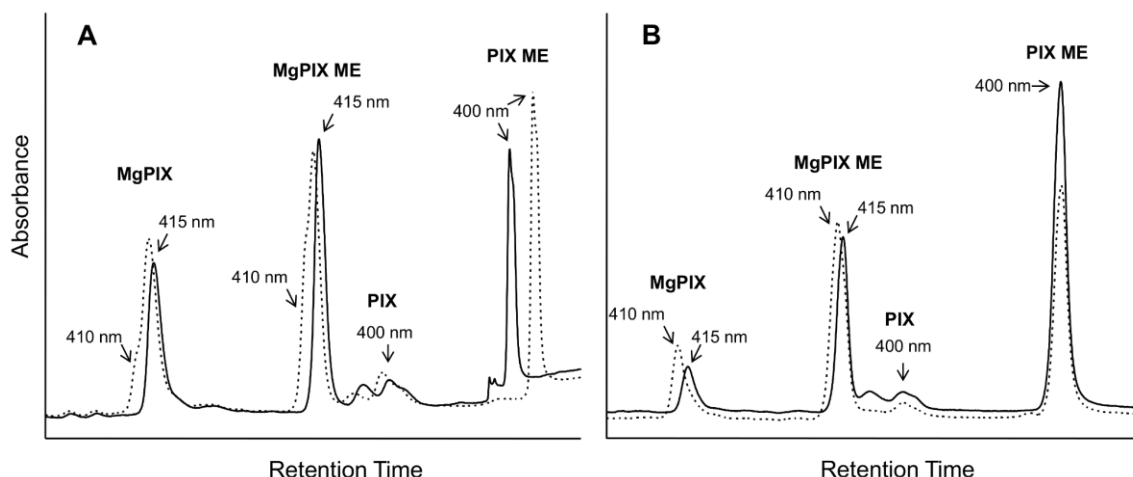 A
Absorbance
MgPIX
415 nm
410 nm
MgPIX ME
415 nm
410 nm
PIX
400 nm
PIX ME
400 nm
Retention Time
B
MgPIX
410 nm
415 nm
MgPIX ME
410 nm
415 nm
PIX
400 nm
PIX ME
400 nm
Retention Time